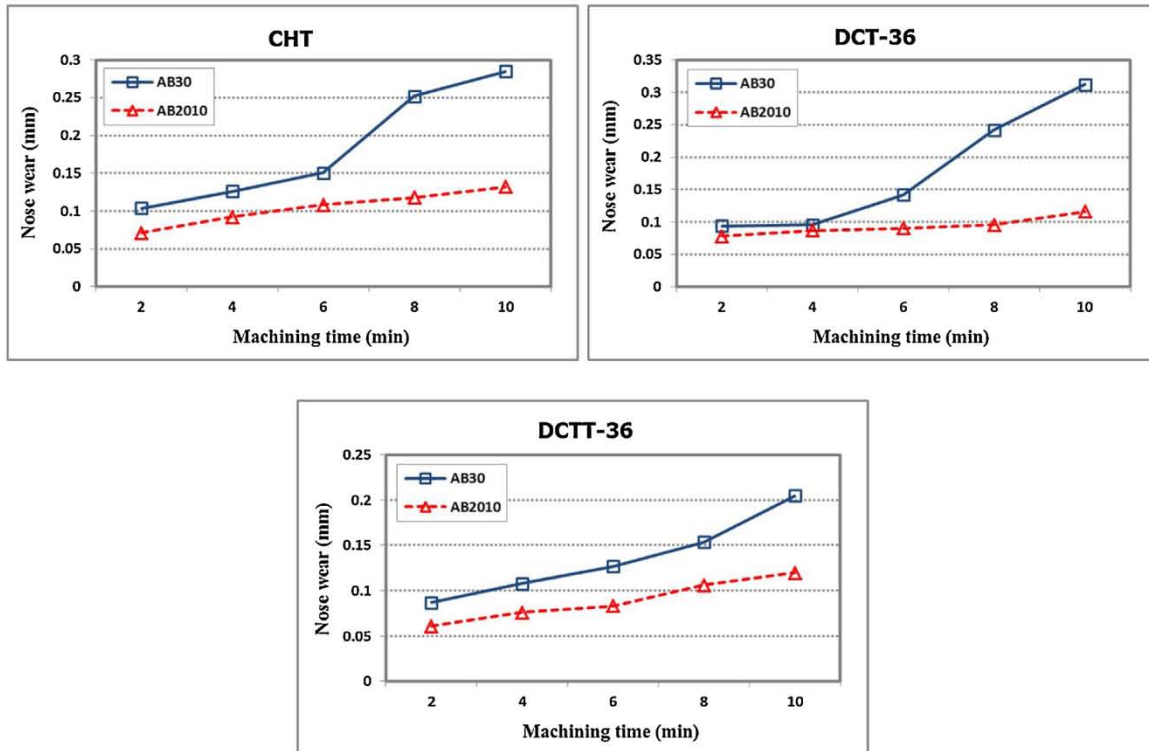 CHT
0.3
0.25
0.2
0.15
0.1
0.05
0
Nose wear (mm)
AB30
AB2010
2 4 6 8 10
Machining time (min)
DCT-36
0.35
0.3
0.25
0.2
0.15
0.1
0.05
0
Nose wear (mm)
AB30
AB2010
2 4 6 8 10
Machining time (min)
DCTT-36
0.25
0.2
0.15
0.1
0.05
0
Nose wear (mm)
AB30
AB2010
2 4 6 8 10
Machining time (min)